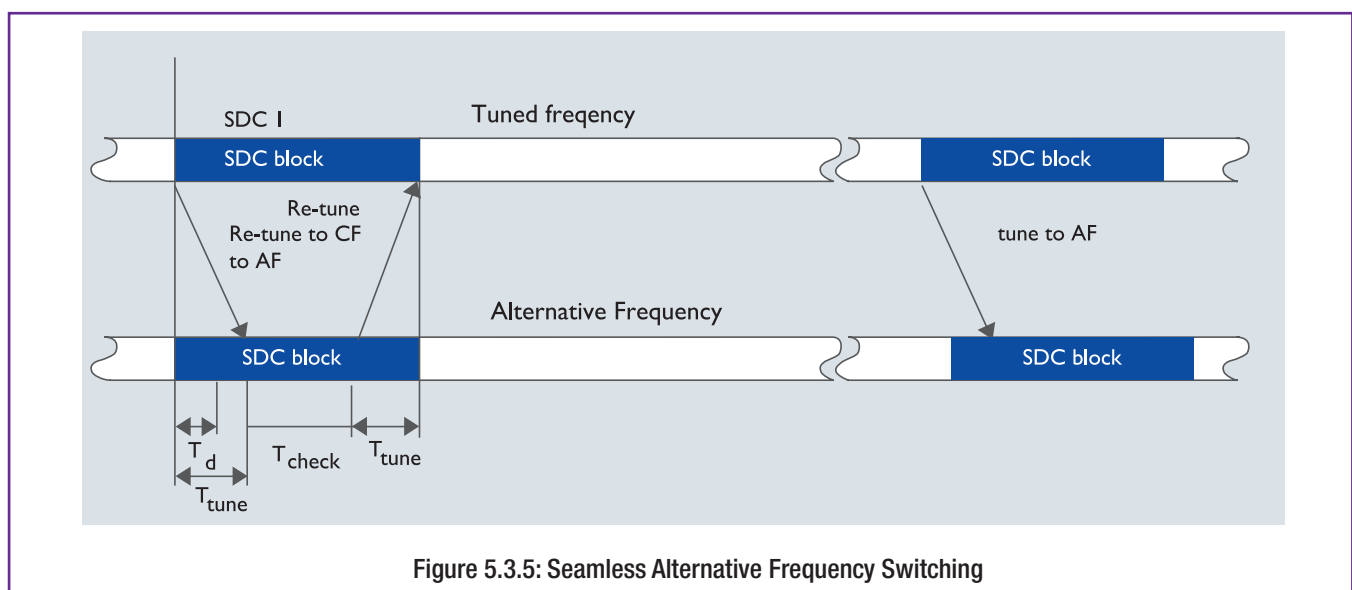 SDC I
Tuned freqency
SDC block
SDC block
Re-tune
Re-tune to CF
to AF
tune to AF
Alternative Frequency
SDC block
SDC block
T d
T check
T tune
T tune
Figure 5.3.5: Seamless Alternative Frequency Switching